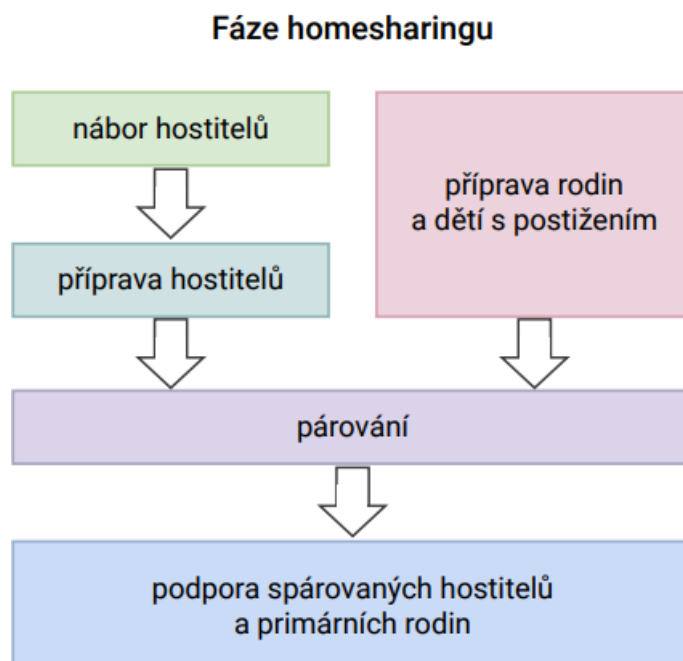 Fáze homesharingu
nábor hostitelů
příprava hostitelů
příprava rodin
a dětí s postižením
párování
podpora spárovaných hostitelů
a primárních rodin